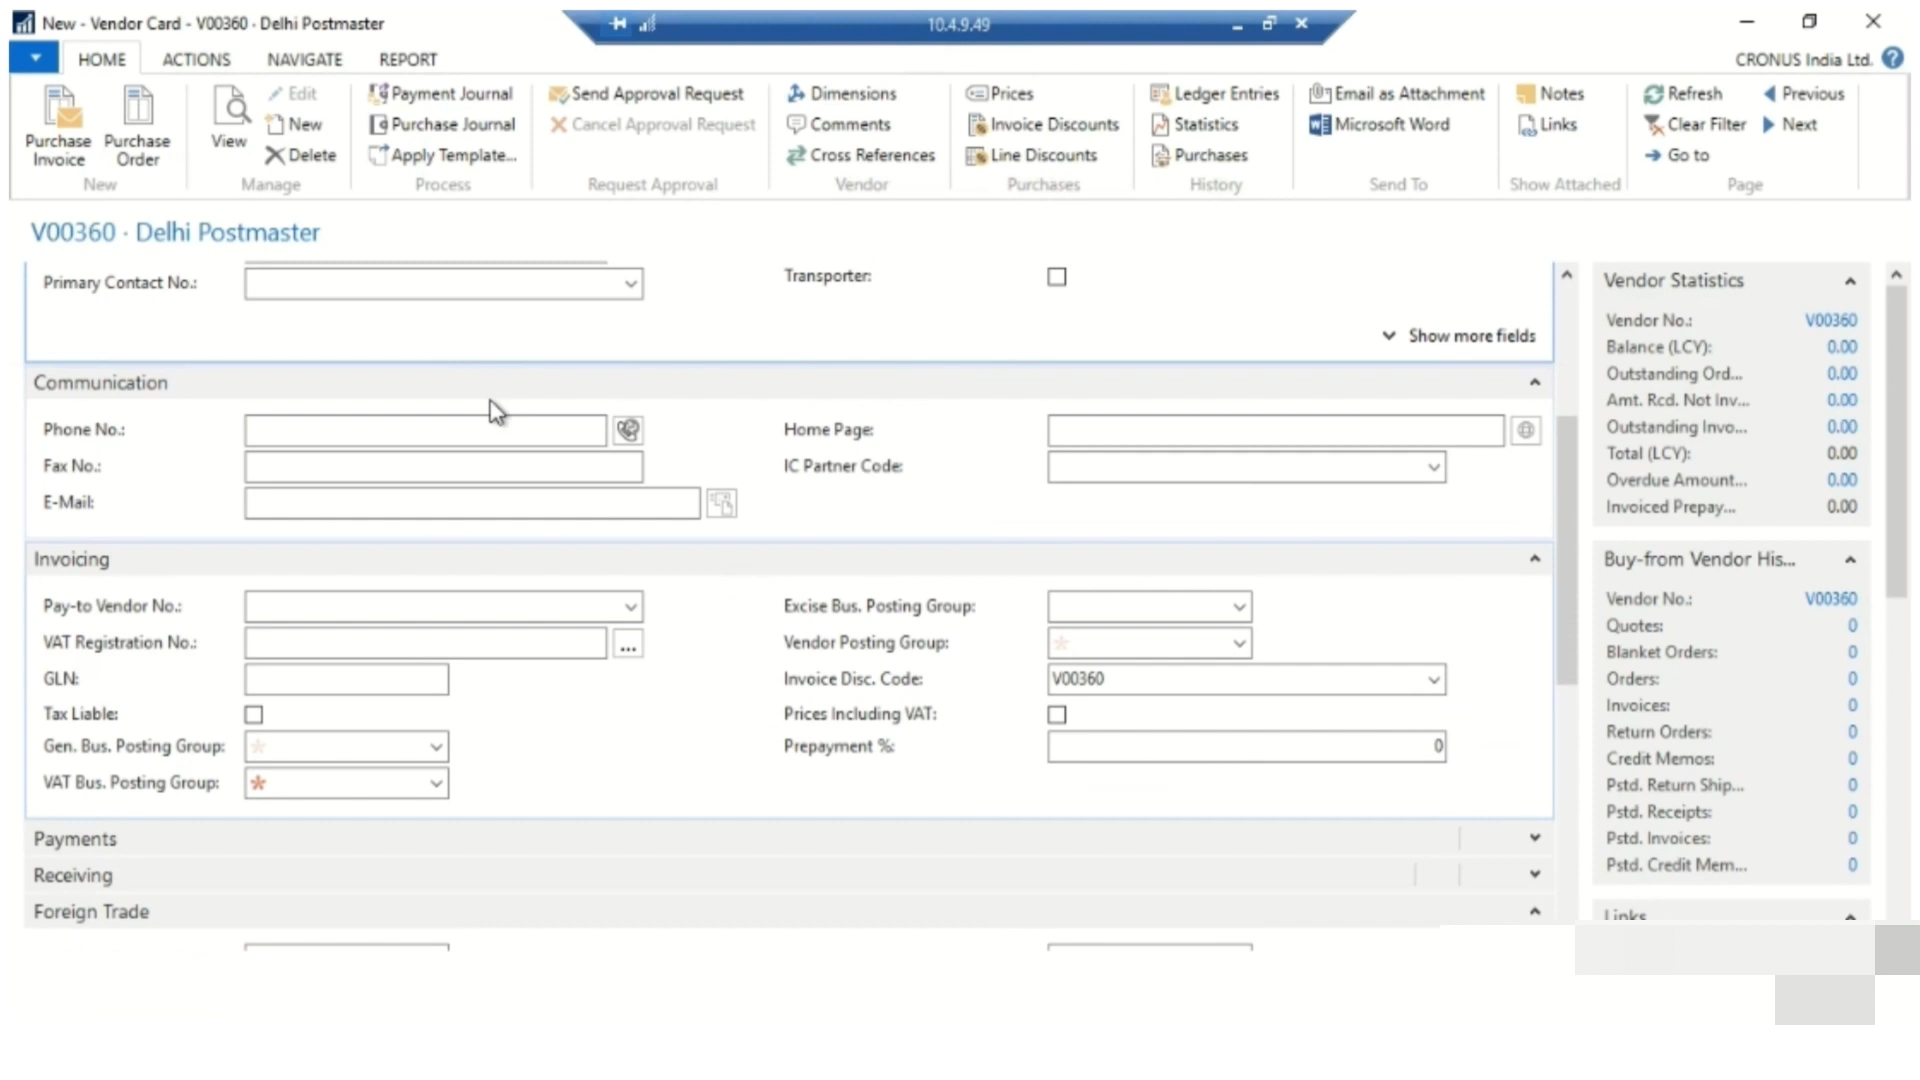 New - Vendor Card - V00360 · Delhi Postmaster
10.4.9.49
HOME ACTIONS NAVIGATE REPORT
CRONUS India Ltd.
Purchase Invoice
Purchase Order
New
View
Edit
New
Delete
Manage
Payment Journal
Purchase Journal
Apply Template...
Process
Send Approval Request
Cancel Approval Request
Request Approval
Dimensions
Comments
Cross References
Vendor
Prices
Invoice Discounts
Line Discounts
Purchases
Ledger Entries
Statistics
Purchases
History
Email as Attachment
Microsoft Word
Send To
Notes
Links
Show Attached
Refresh
Clear Filter
Go to
Previous
Next
Page
V00360 · Delhi Postmaster
Primary Contact No.:
Transporter:
Show more fields
Communication
Phone No.:
Fax No.:
E-Mail:
Home Page:
IC Partner Code:
Invoicing
Pay-to Vendor No.:
VAT Registration No.: ...
GLN:
Tax Liable:
Gen. Bus. Posting Group: *
VAT Bus. Posting Group: *
Excise Bus. Posting Group:
Vendor Posting Group: *
Invoice Disc. Code: V00360
Prices Including VAT:
Prepayment %: 0
Payments
Receiving
Foreign Trade
Vendor Statistics
Vendor No.: V00360
Balance (LCY): 0.00
Outstanding Ord... 0.00
Amt. Rcd. Not Inv... 0.00
Outstanding Invo... 0.00
Total (LCY): 0.00
Overdue Amount... 0.00
Invoiced Prepay... 0.00
Buy-from Vendor His...
Vendor No.: V00360
Quotes: 0
Blanket Orders: 0
Orders: 0
Invoices: 0
Return Orders: 0
Credit Memos: 0
Pstd. Return Ship... 0
Pstd. Receipts: 0
Pstd. Invoices: 0
Pstd. Credit Mem... 0
Links